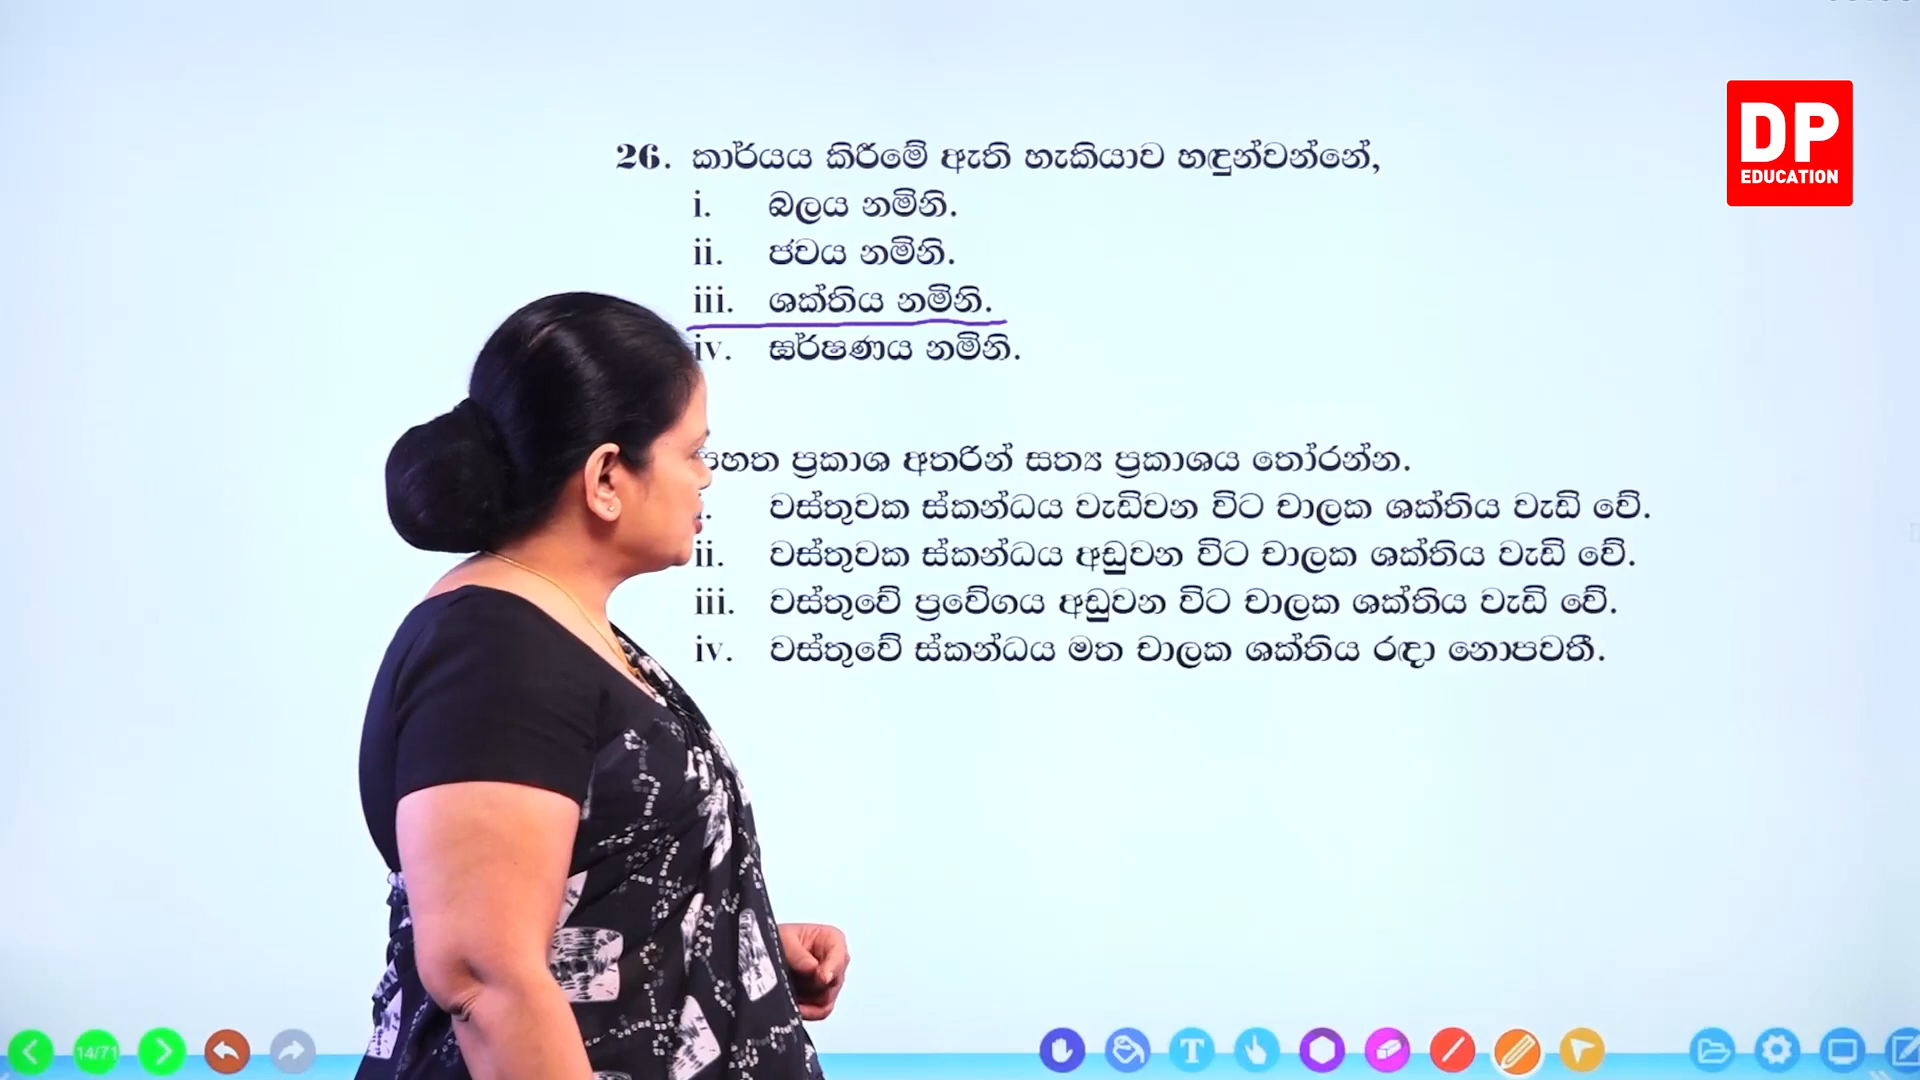 DP
EDUCATION
26. කාර්යය කිරීමේ ඇති හැකියාව හඳුන්වන්නේ,
i. බලය නමිනි.
ii. ජවය නමිනි.
iii. ශක්තිය නමිනි.
iv. ඝර්ෂණය නමිනි.
පහත ප්‍රකාශ අතරින් සත්‍ය ප්‍රකාශය තෝරන්න.
වස්තුවක ස්කන්ධය වැඩිවන විට චාලක ශක්තිය වැඩි වේ.
ii. වස්තුවක ස්කන්ධය අඩුවන විට චාලක ශක්තිය වැඩි වේ.
iii. වස්තුවේ ප්‍රවේගය අඩුවන විට චාලක ශක්තිය වැඩි වේ.
iv. වස්තුවේ ස්කන්ධය මත චාලක ශක්තිය රඳා නොපවතී.
14/71